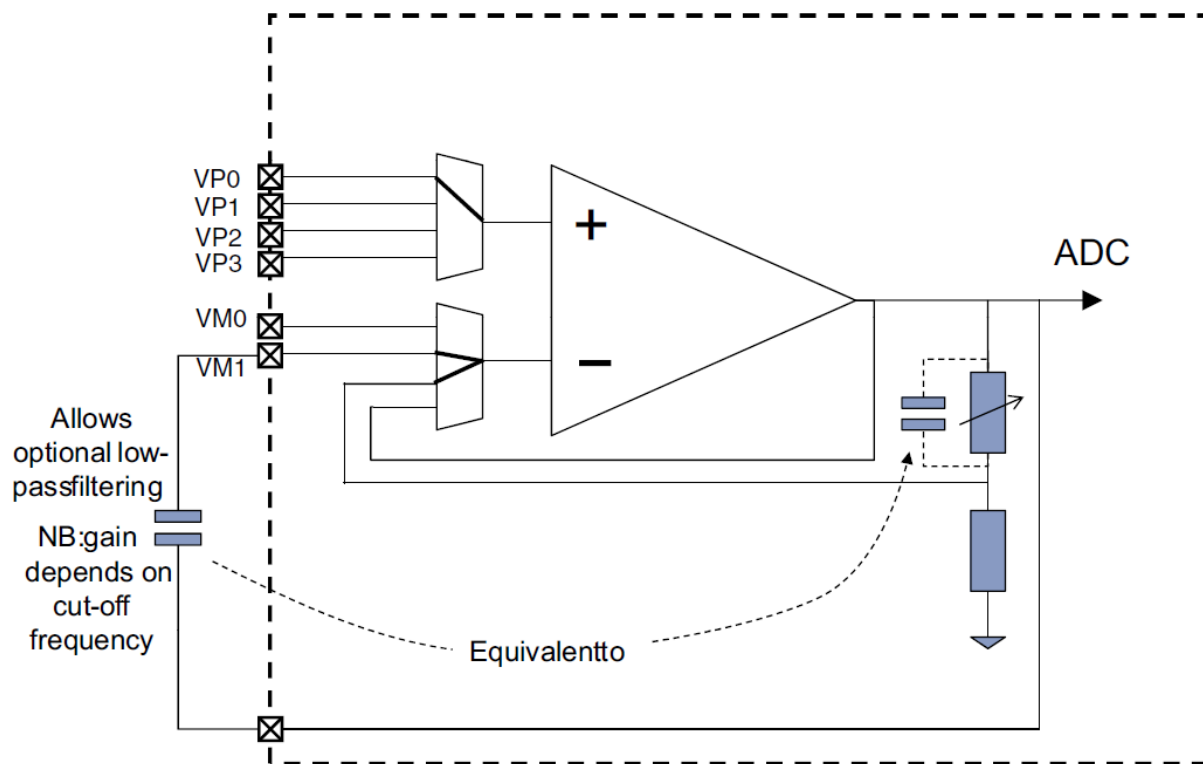 VP0
VP1
VP2
VP3
VM0
VM1
+
−
ADC
Allows
optional low-
passfiltering
NB:gain
depends on
cut-off
frequency
Equivalentto